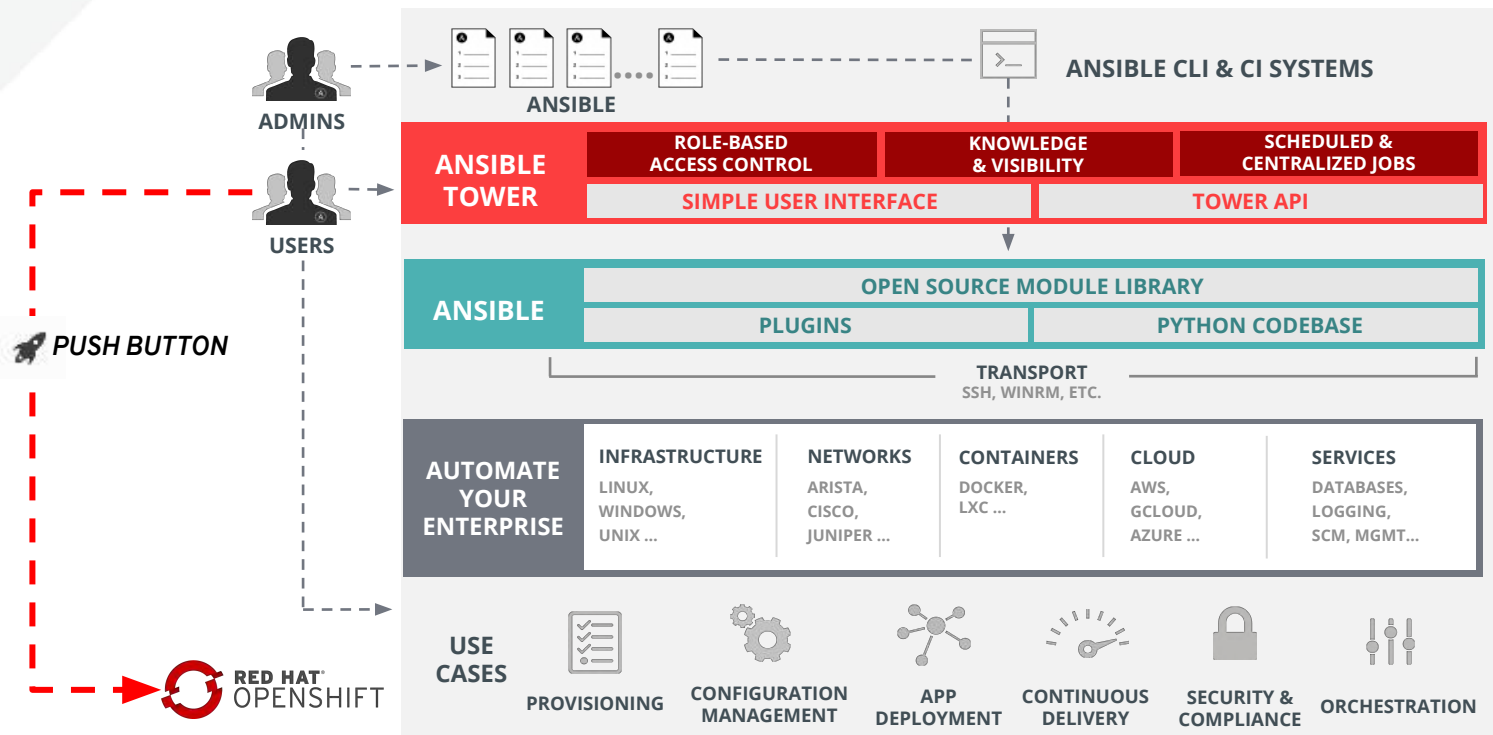 ADMINS
ANSIBLE
>_
ANSIBLE CLI & CI SYSTEMS
USERS
ANSIBLE
TOWER
ROLE-BASED
ACCESS CONTROL
KNOWLEDGE
& VISIBILITY
SCHEDULED &
CENTRALIZED JOBS
SIMPLE USER INTERFACE
TOWER API
ANSIBLE
OPEN SOURCE MODULE LIBRARY
PLUGINS
PYTHON CODEBASE
PUSH BUTTON
TRANSPORT
SSH, WINRM, ETC.
AUTOMATE
YOUR
ENTERPRISE
INFRASTRUCTURE
LINUX,
WINDOWS,
UNIX ...
NETWORKS
ARISTA,
CISCO,
JUNIPER ...
CONTAINERS
DOCKER,
LXC ...
CLOUD
AWS,
GCLOUD,
AZURE ...
SERVICES
DATABASES,
LOGGING,
SCM, MGMT...
RED HAT®
OPENSHIFT
USE
CASES
PROVISIONING
CONFIGURATION
MANAGEMENT
APP
DEPLOYMENT
CONTINUOUS
DELIVERY
SECURITY &
COMPLIANCE
ORCHESTRATION